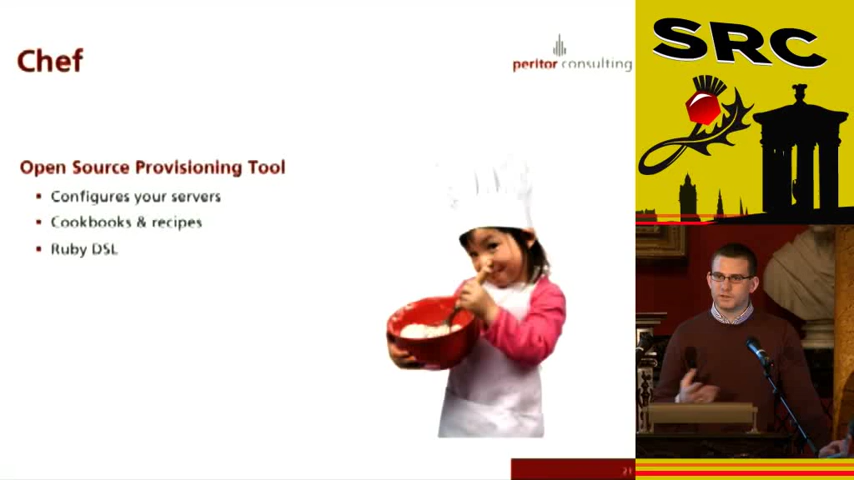 Chef
peritor consulting
Open Source Provisioning Tool
Configures your servers
Cookbooks & recipes
Ruby DSL
SRC